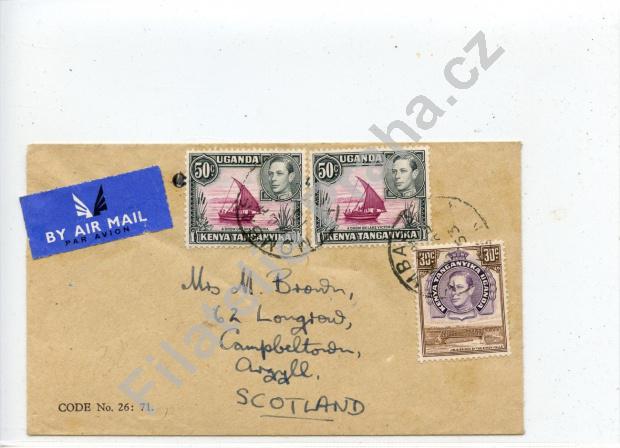 50c UGANDA
KENYA TANGANYIKA
50c UGANDA
KENYA TANGANYIKA
BY AIR MAIL
PAR AVION
30c 30c
KENYA TANGANYIKA UGANDA
Mrs M Brown,
62 Longrow,
Campbeltown,
Argyll,
SCOTLAND
CODE No. 26: 71.